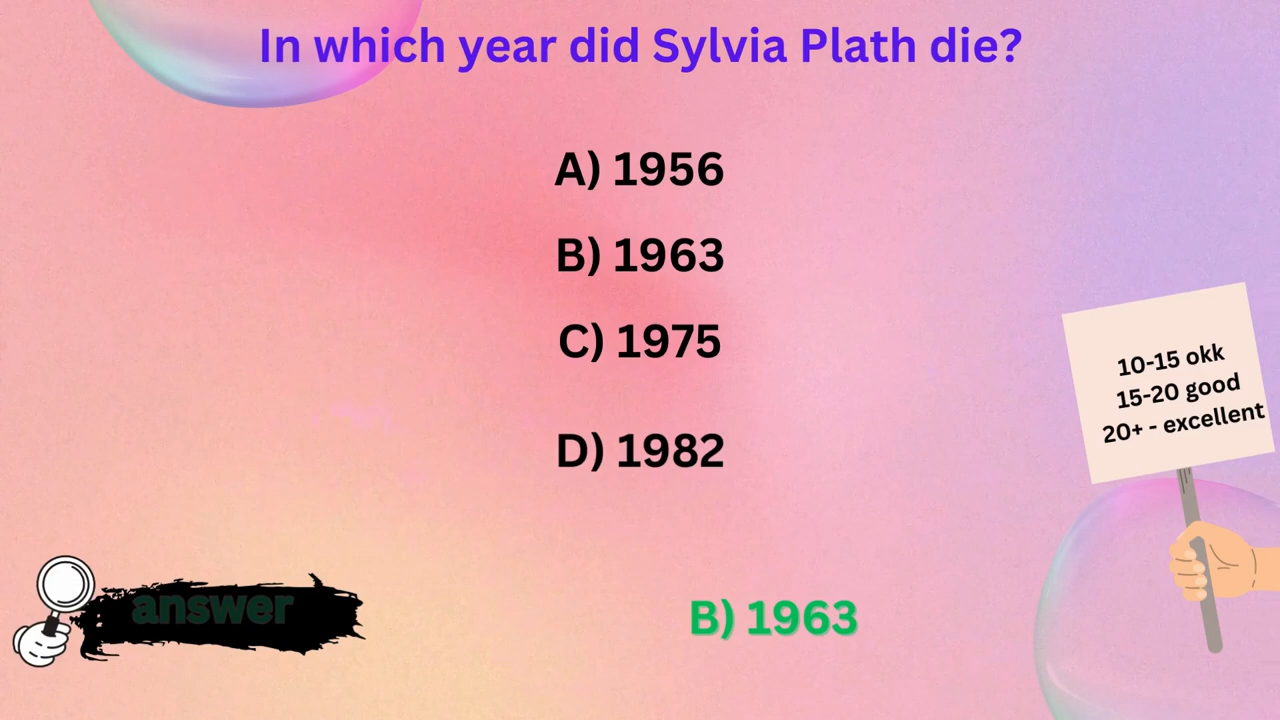 In which year did Sylvia Plath die?
A) 1956
B) 1963
C) 1975
D) 1982
10-15 okk
15-20 good
20+ - excellent
answer
B) 1963